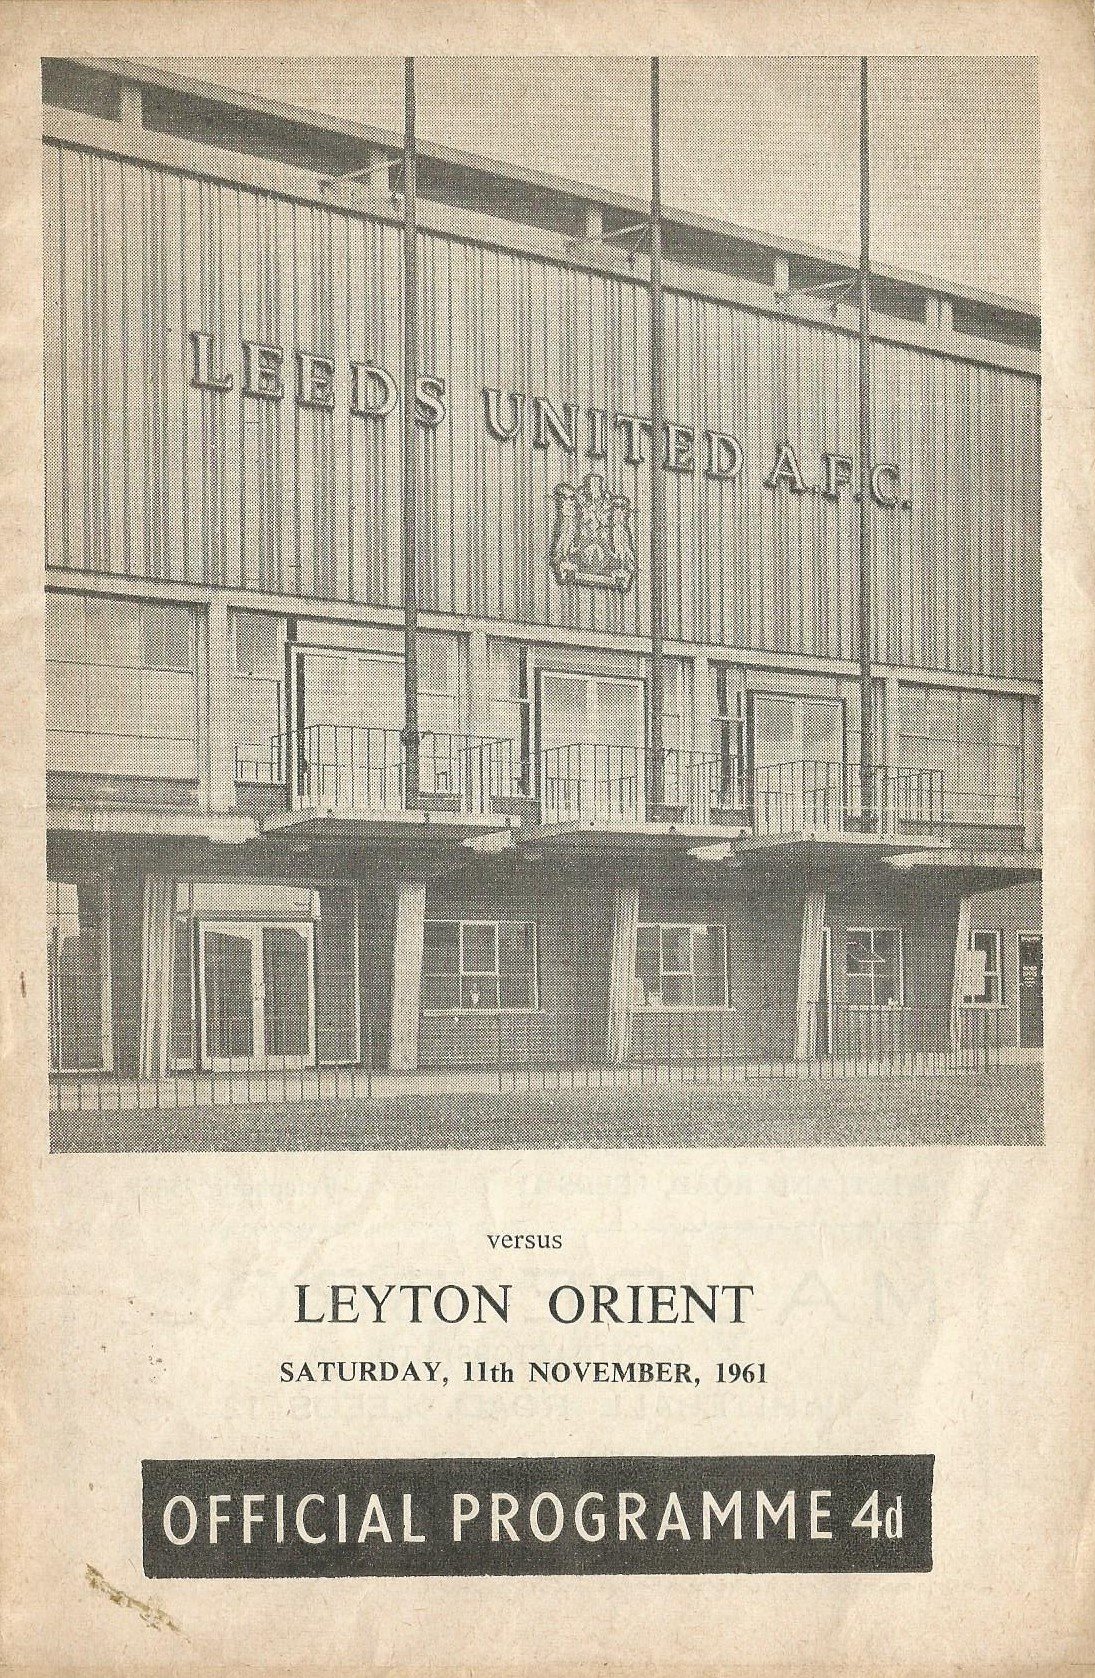 LEEDS UNITED A.F.C.
versus
LEYTON ORIENT
SATURDAY, 11th NOVEMBER, 1961
OFFICIAL PROGRAMME 4d